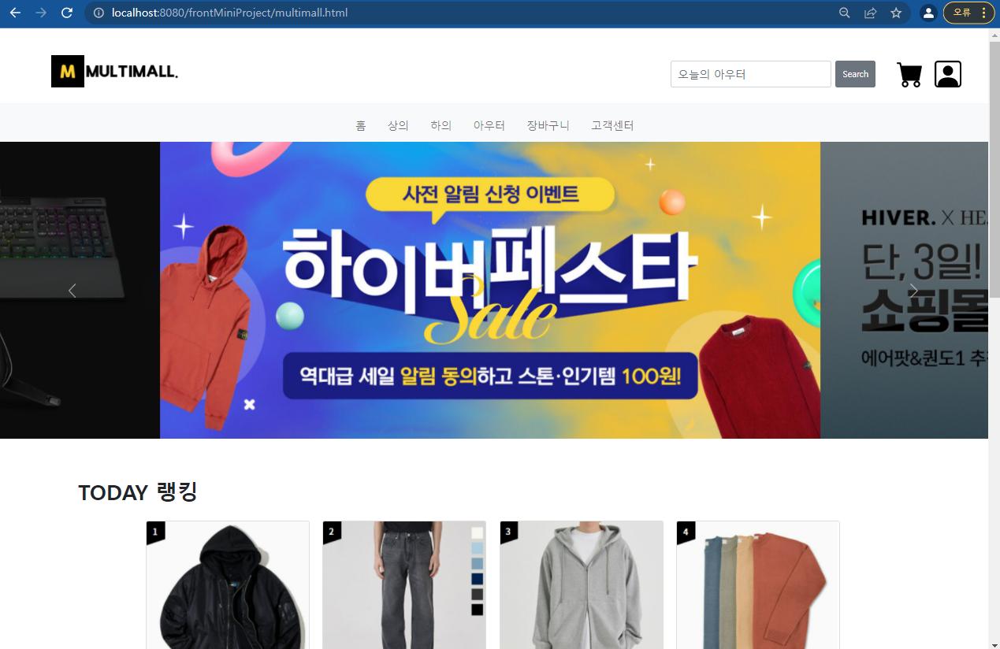 localhost:8080/frontMiniProject/multimall.html
오류
M MULTIMALL.
오늘의 아우터
Search
홈 상의 하의 아우터 장바구니 고객센터
사전 알림 신청 이벤트
하이버페스타
Sale
역대급 세일 알림 동의하고 스톤·인기템 100원!
HIVER. X HE
단, 3일!
쇼핑몰
에어팟&퀀도1 추
TODAY 랭킹
1
2
3
4